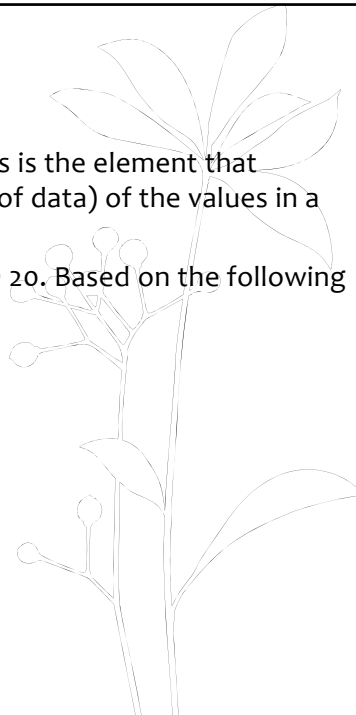 s is the element that
of data) of the values in a
20. Based on the following